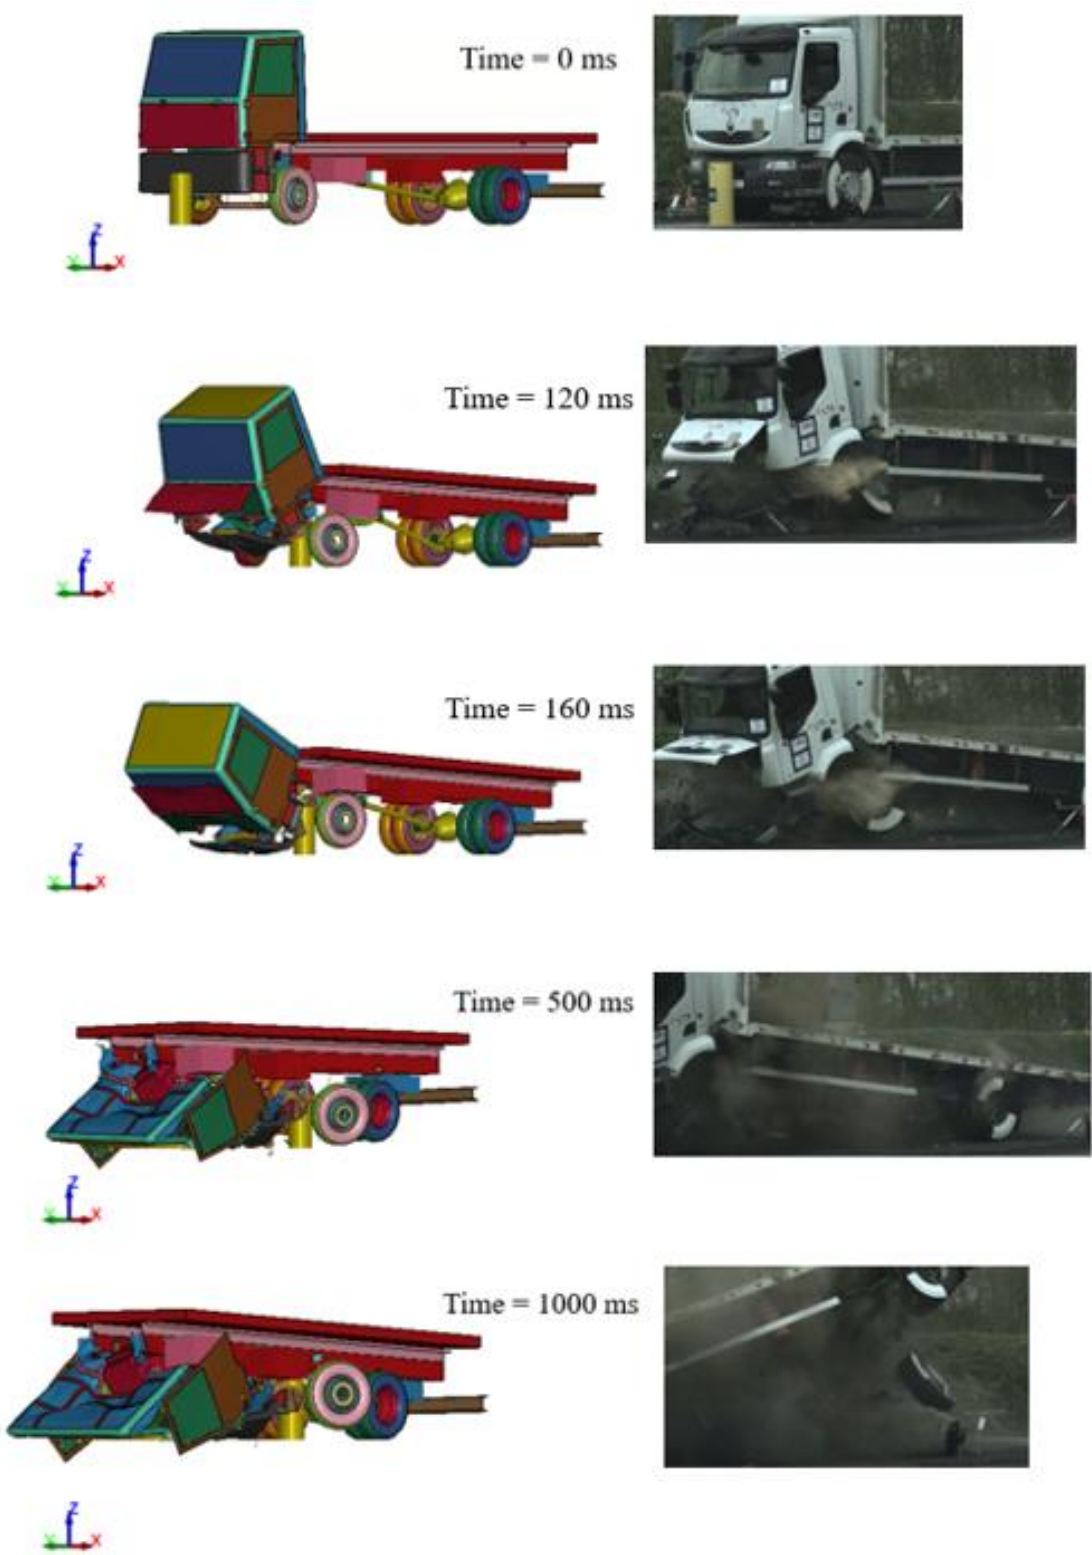 Time = 0 ms
Z
Y X
Time = 120 ms
Z
Y X
Time = 160 ms
Z
Y X
Time = 500 ms
Z
Y X
Time = 1000 ms
Z
Y X